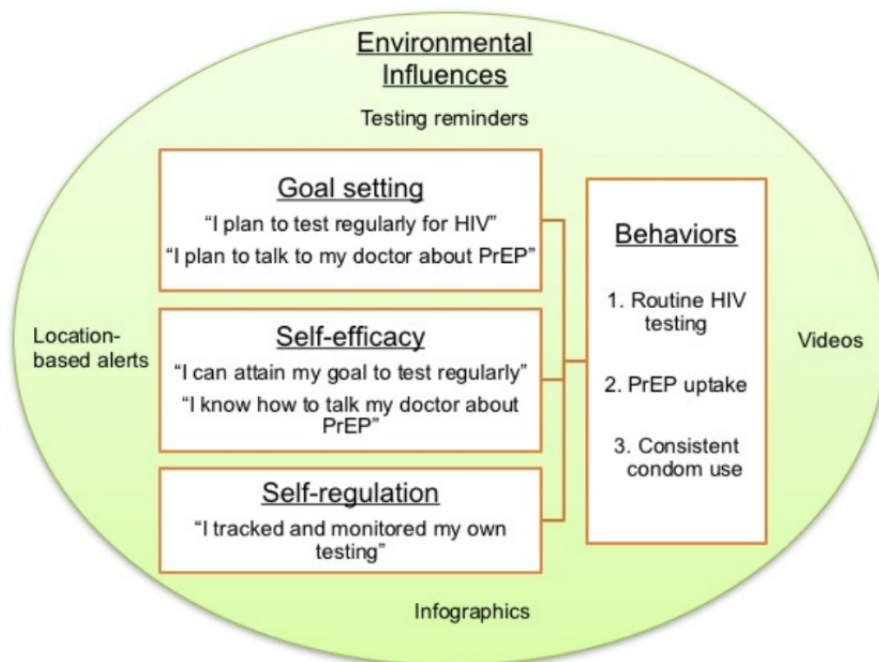 Environmental
Influences
Testing reminders
Goal setting
“I plan to test regularly for HIV”
“I plan to talk to my doctor about PrEP”
Self-efficacy
“I can attain my goal to test regularly”
“I know how to talk my doctor about
PrEP”
Self-regulation
“I tracked and monitored my own
testing”
Behaviors
1. Routine HIV
testing
2. PrEP uptake
3. Consistent
condom use
Location-
based alerts
Videos
Infographics